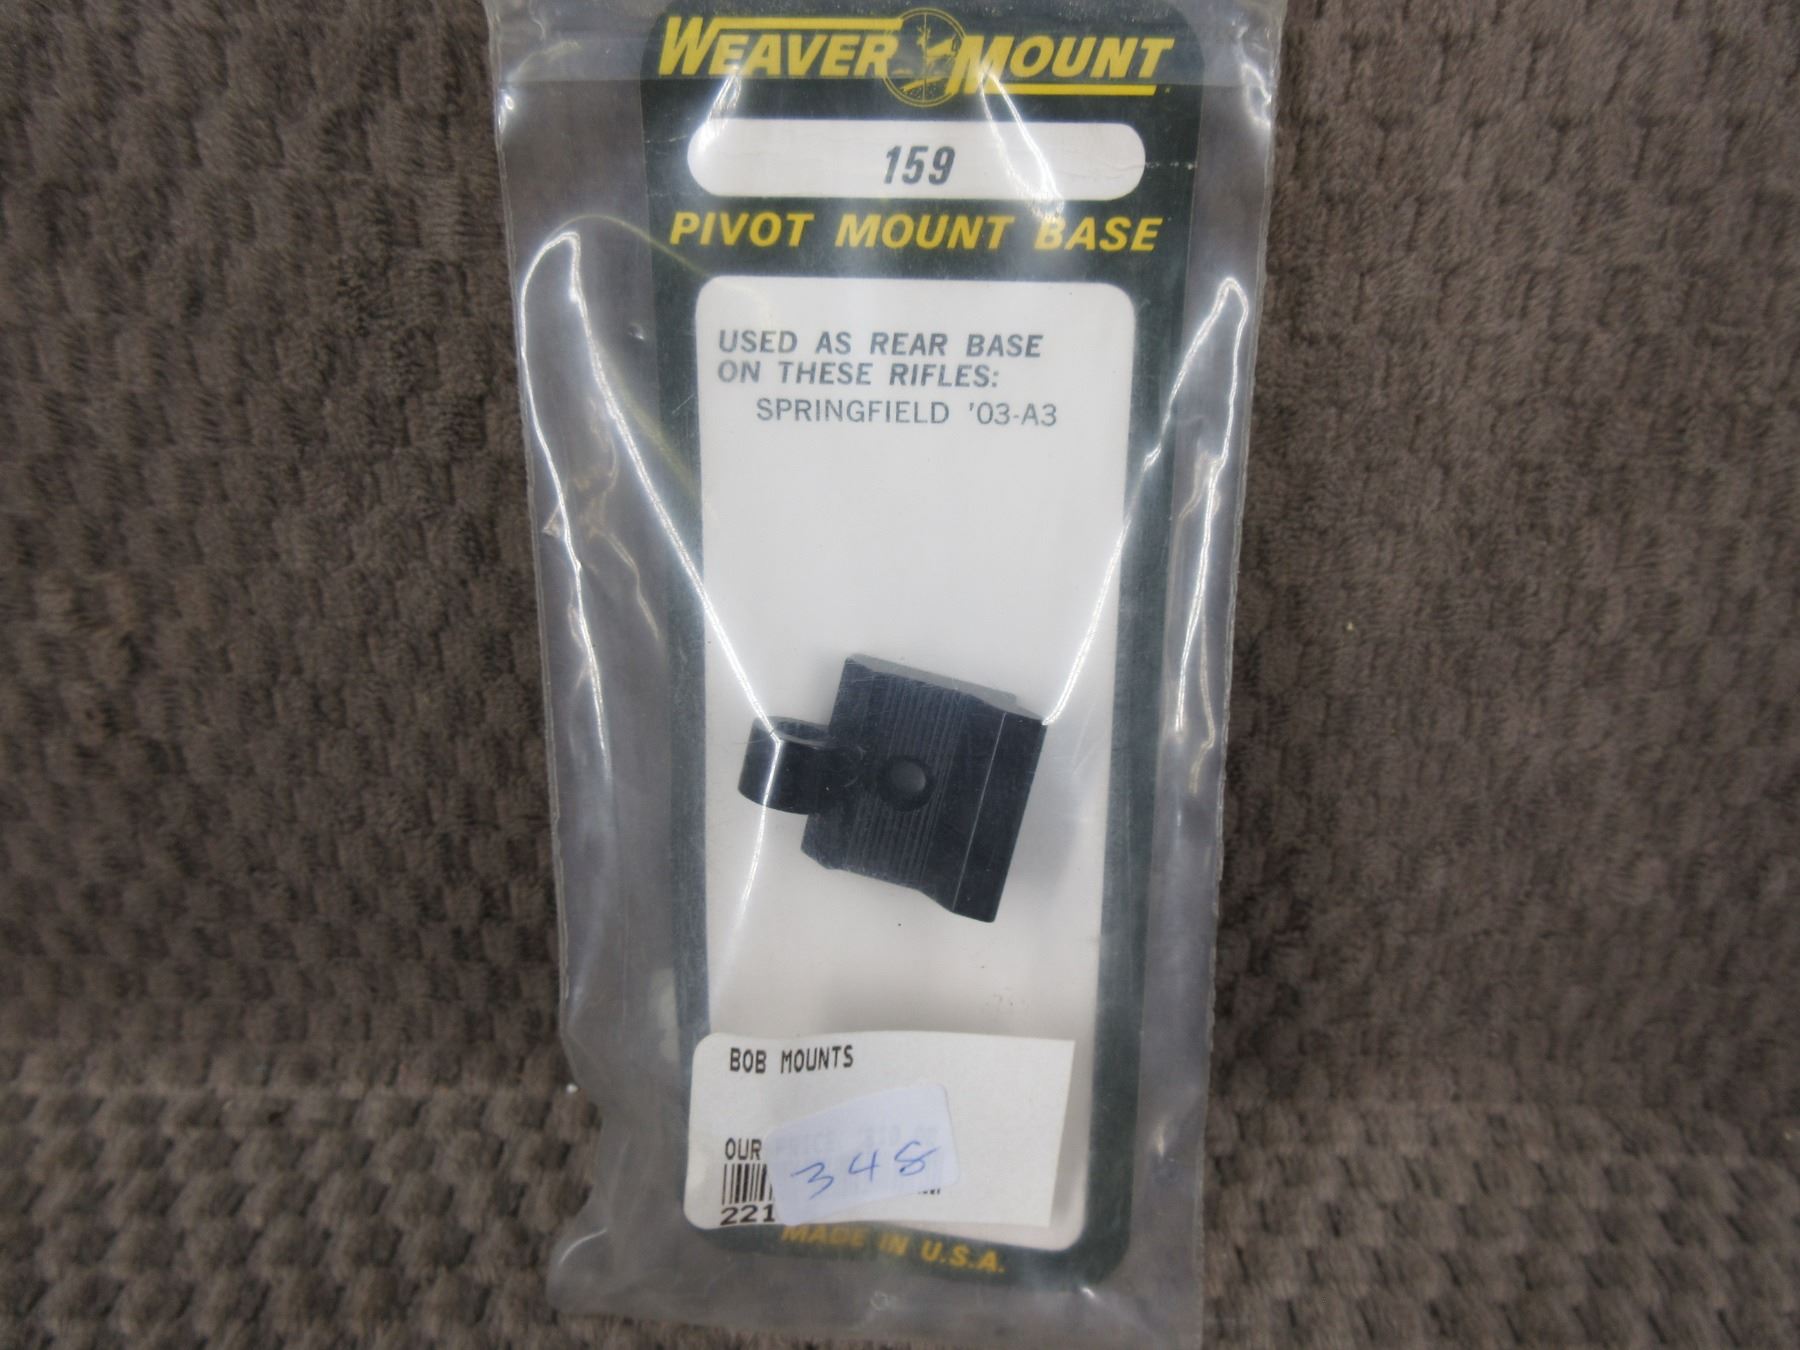 WEAVER MOUNT
159
PIVOT MOUNT BASE
USED AS REAR BASE
ON THESE RIFLES:
SPRINGFIELD '03-A3
BOB MOUNTS
OUR
348
221
MADE IN U.S.A.